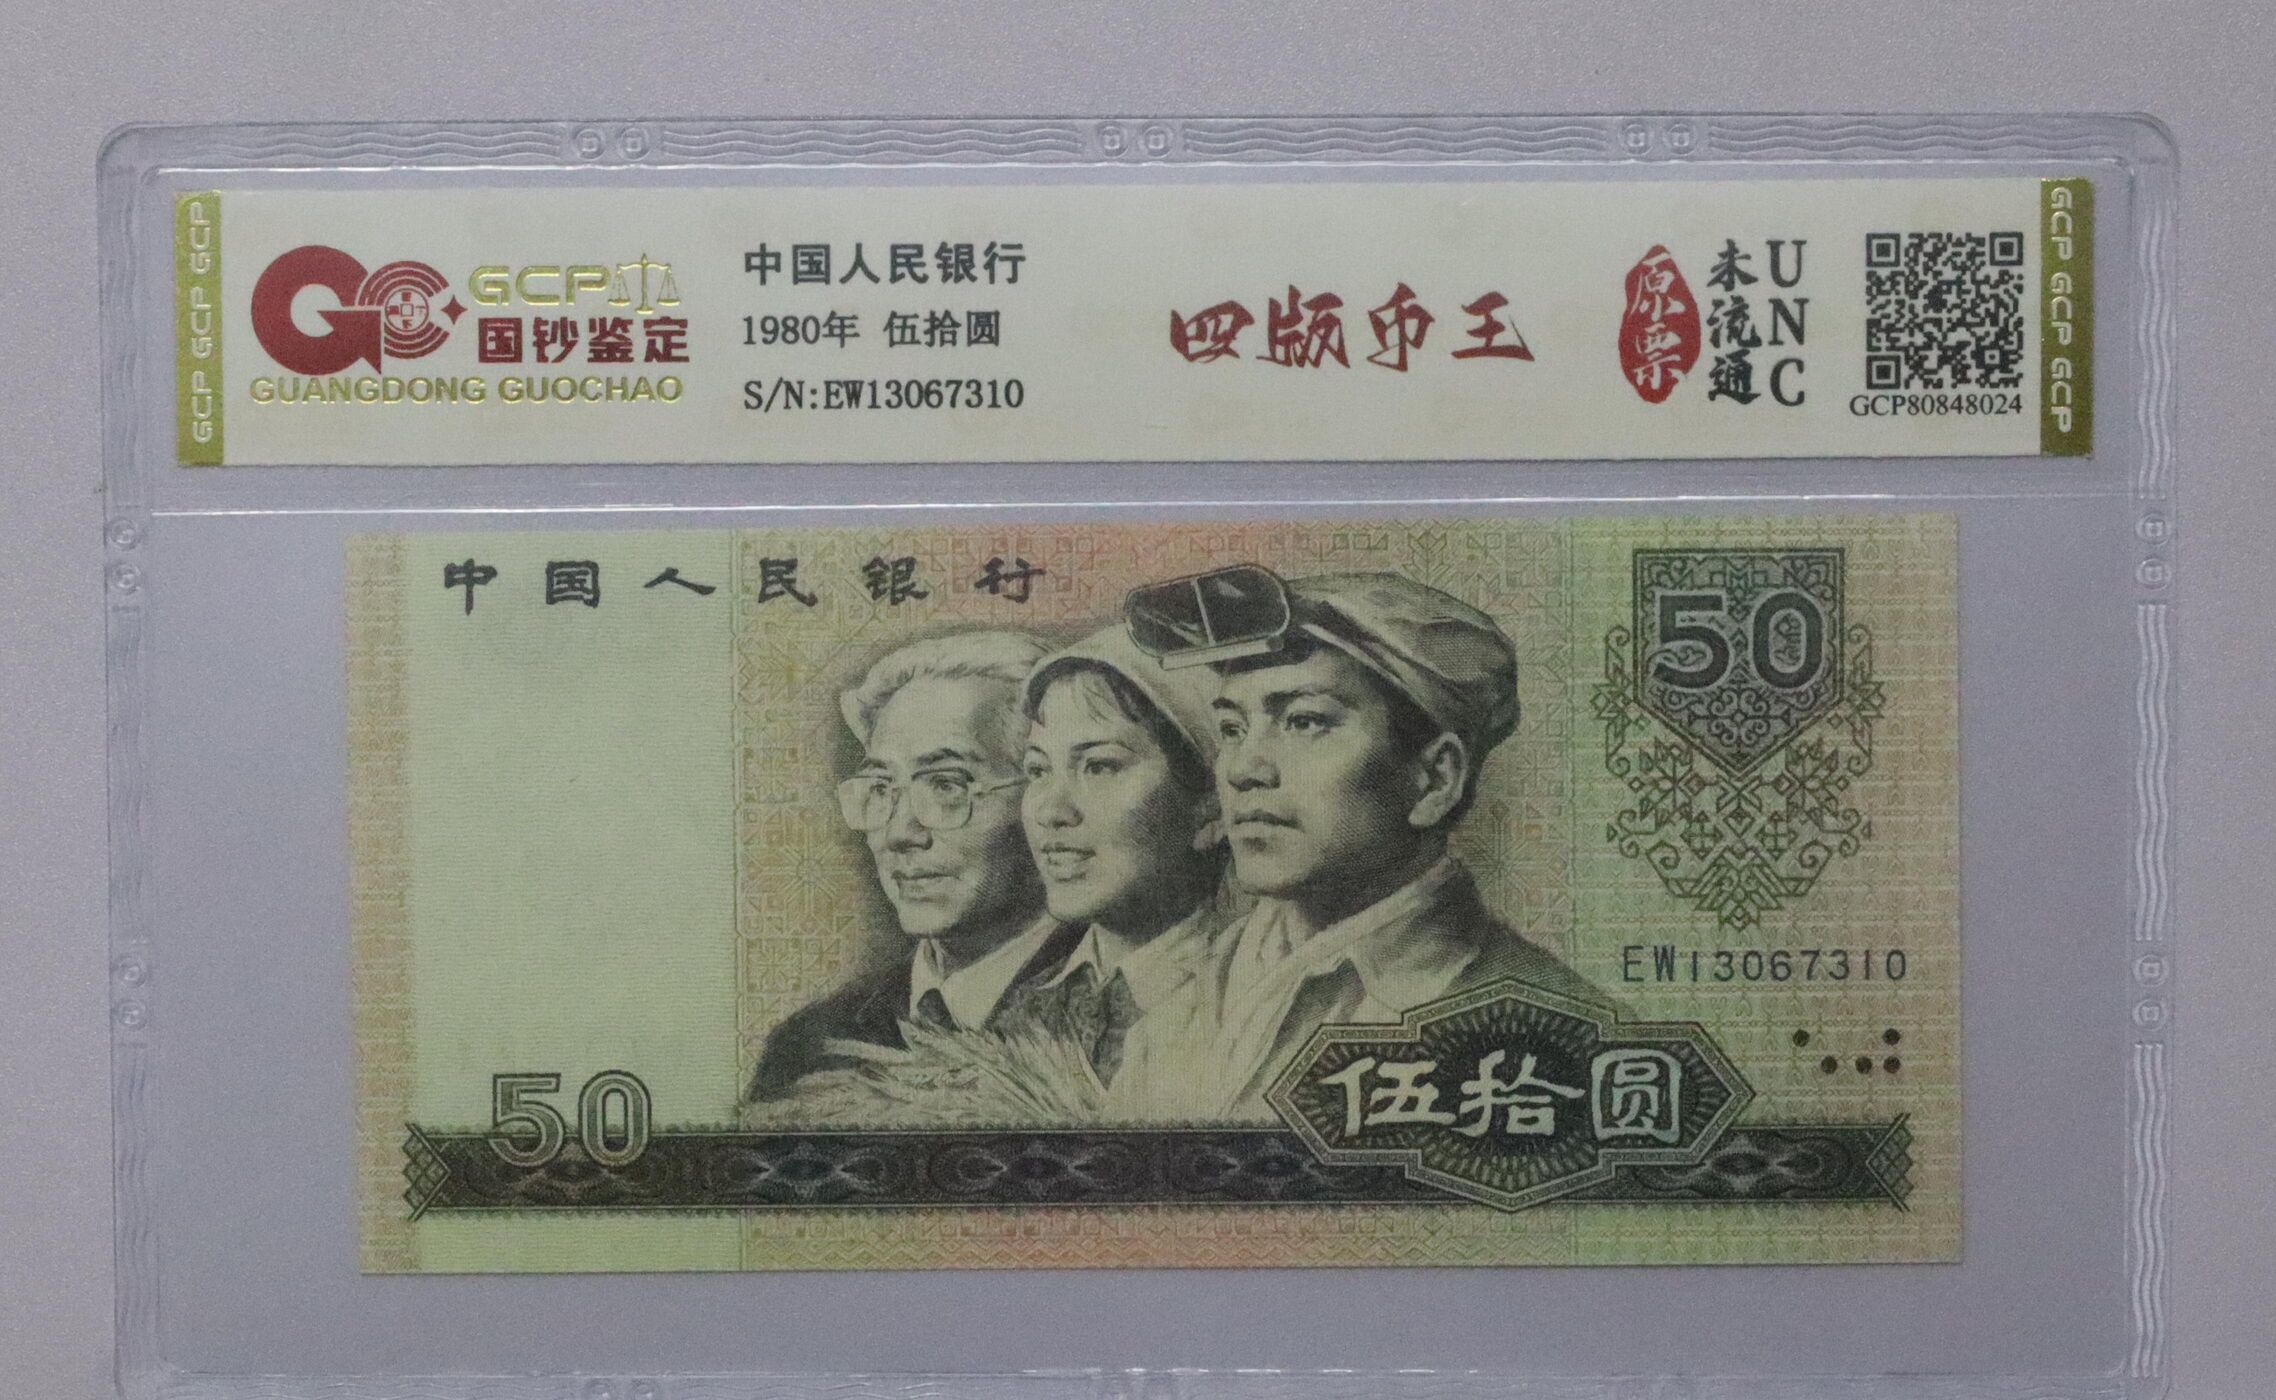 GCP GCP GCP
GCP
国钞鉴定
GUANGDONG GUOCHAO
中国人民银行
1980年 伍拾圆
S/N:EW13067310
四版币王
原票
未流通
UNC
GCP80848024
GCP GCP GCP
中国人民银行
50
EW13067310
50
伍拾圆